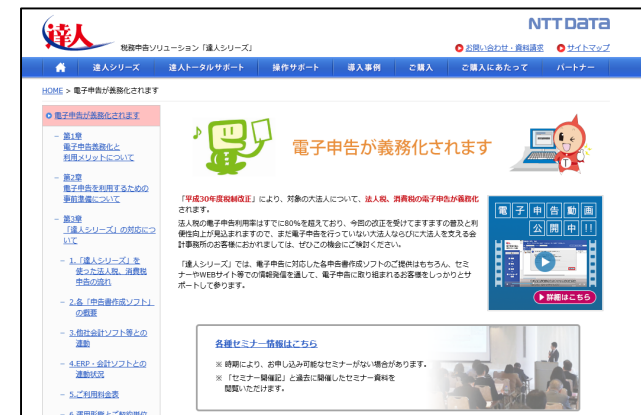 達人
税務申告ソリューション「達人シリーズ」
NTT DATA
お問い合わせ・資料請求
サイトマップ
達人シリーズ 達人トータルサポート 操作サポート 導入事例 ご購入 ご購入にあたって パートナー
HOME > 電子申告が義務化されます
電子申告が義務化されます
− 第1章
電子申告義務化と
利用メリットについて
− 第2章
電子申告を利用するための
事前準備について
− 第3章
「達人シリーズ」の対応につ
いて
− 1.「達人シリーズ」を
使った法人税、消費税
申告の流れ
− 2.各「申告書作成ソフト」
の概要
− 3.他社会計ソフト等との
連動
− 4.ERP・会計ソフトとの
連動状況
− 5.ご利用料金表
電子申告が義務化されます
「平成30年度税制改正」により、対象の大法人について、法人税、消費税の電子申告が義務化
されます。
法人税の電子申告利用率はすでに80%を超えており、今回の改正を受けてますますの普及と利
便性向上が見込まれますので、まだ電子申告を行っていない大法人ならびに大法人を支える会
計事務所のお客様におかれましては、ぜひこの機会にご検討ください。
「達人シリーズ」では、電子申告に対応した各申告書作成ソフトのご提供はもちろん、セミ
ナーやWEBサイト等での情報発信を通して、電子申告に取り組まれるお客様をしっかりとサ
ポートして参ります。
電子申告動画
公開中!!
詳細はこちら
各種セミナー情報はこちら
※ 時期により、お申し込み可能なセミナーがない場合があります。
※ 「セミナー開催記」と過去に開催したセミナー資料を
閲覧いただけます。